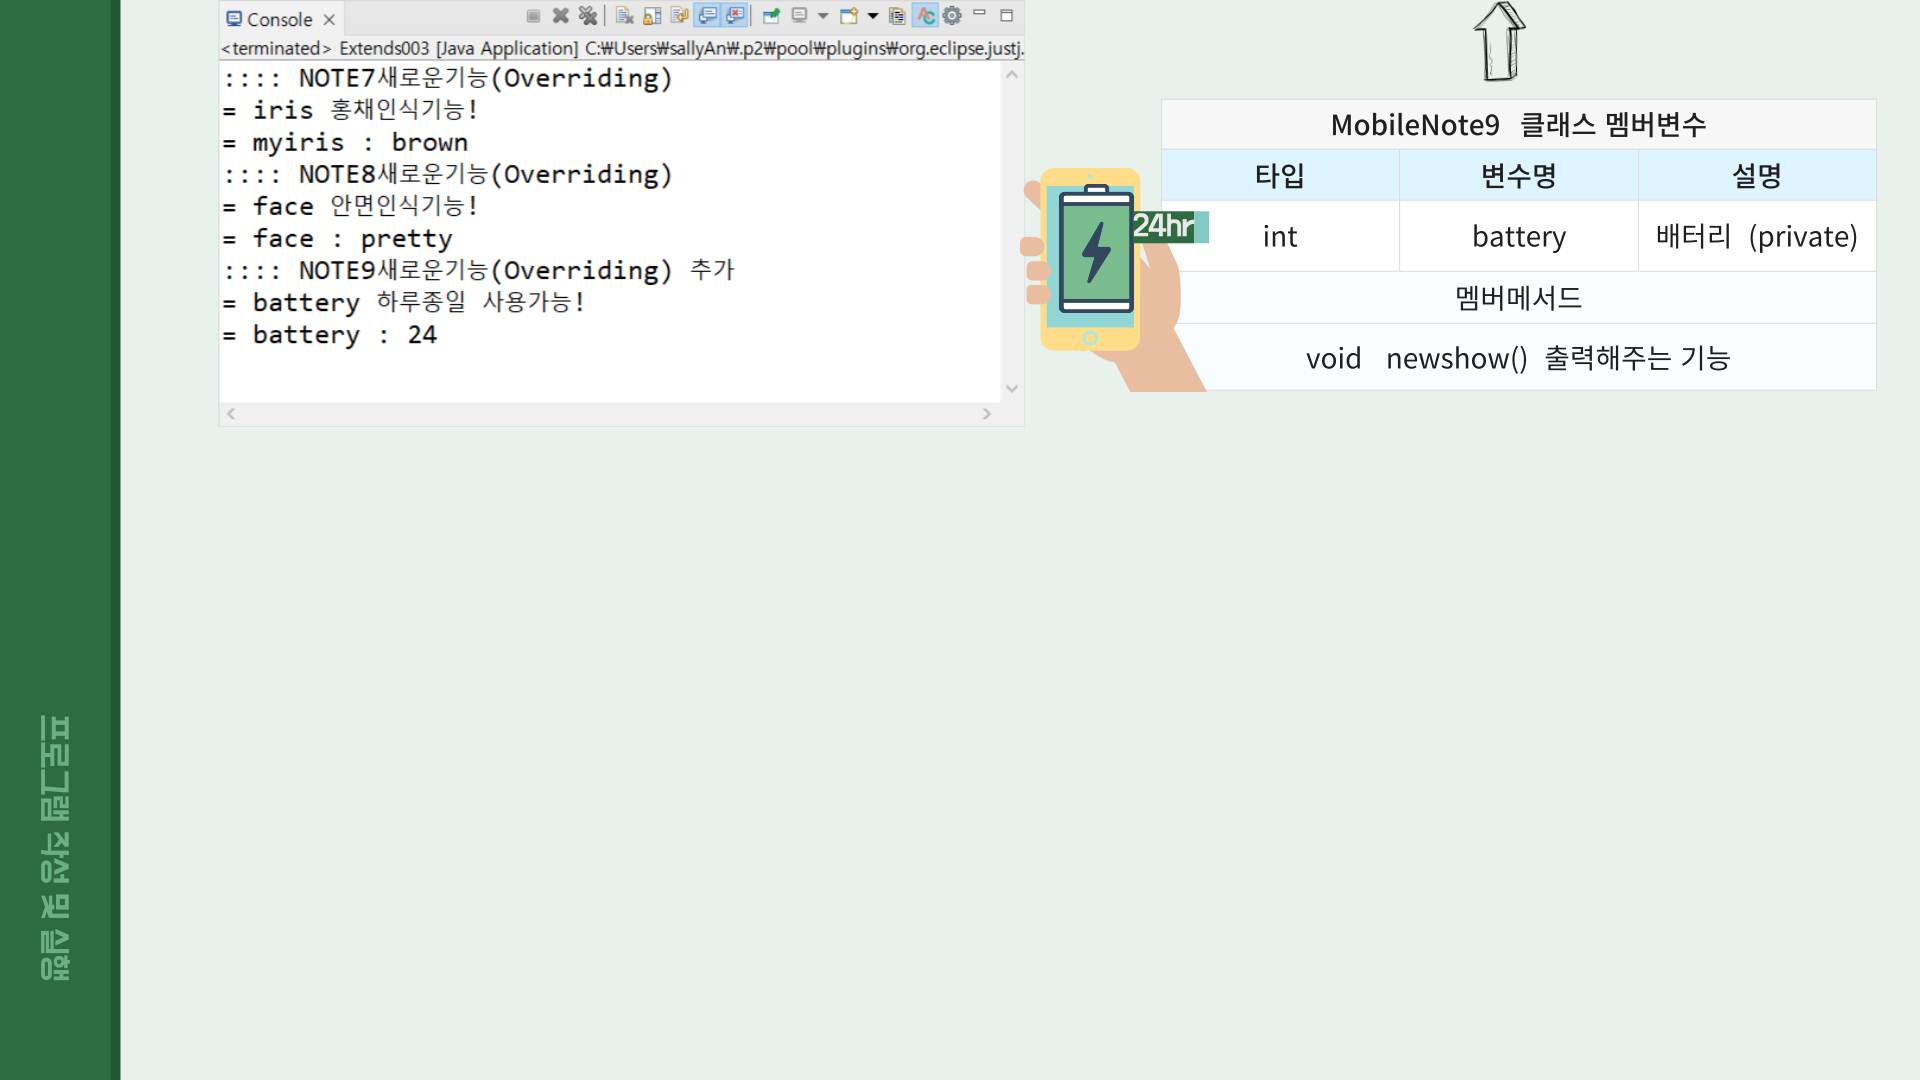 Console
<terminated> Extends003 [Java Application] C:₩Users₩sallyAn₩.p2₩pool₩plugins₩org.eclipse.justj.
:::: NOTE7새로운기능(Overriding)
= iris 홍채인식기능!
= myiris : brown
:::: NOTE8새로운기능(Overriding)
= face 안면인식기능!
= face : pretty
:::: NOTE9새로운기능(Overriding) 추가
= battery 하루종일 사용가능!
= battery : 24
MobileNote9 클래스 멤버변수
타입 변수명 설명
int battery 배터리 (private)
멤버메서드
void newshow() 출력해주는 기능
24hr
프로그램 작성 및 실행